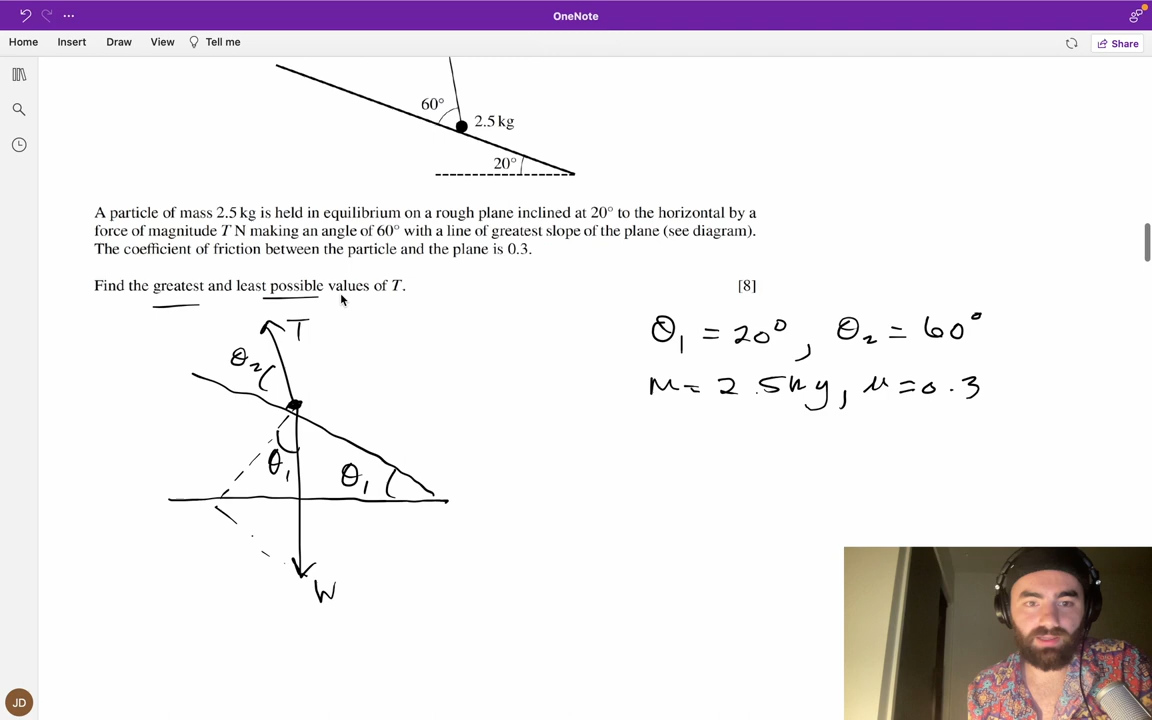 OneNote
Home Insert Draw View Tell me Share
60°
2.5 kg
20°
A particle of mass 2.5 kg is held in equilibrium on a rough plane inclined at 20° to the horizontal by a
force of magnitude T N making an angle of 60° with a line of greatest slope of the plane (see diagram).
The coefficient of friction between the particle and the plane is 0.3.
Find the greatest and least possible values of T. [8]
T
θ₂
θ₁ = 20°, θ₂ = 60°
M = 2.5kg, μ = 0.3
θ₁
θ₁
W
JD